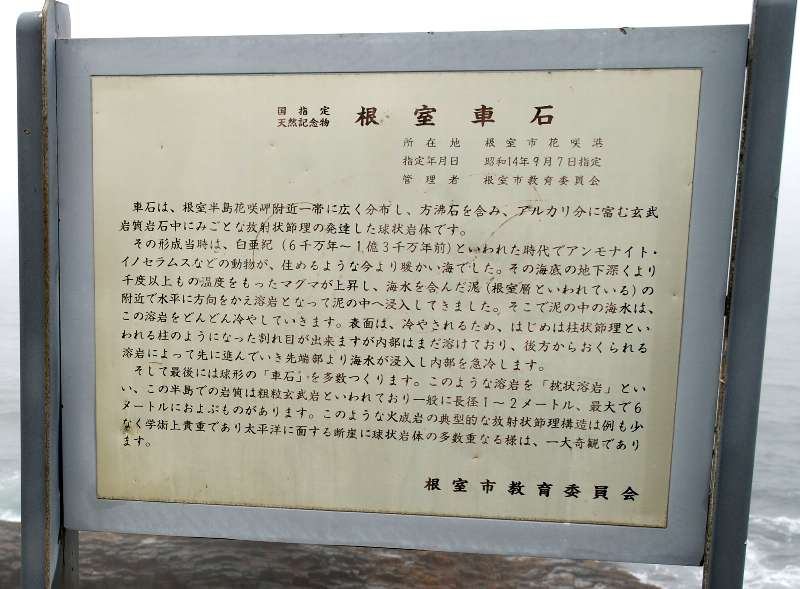 国指定
天然記念物
根室車石
所在地 根室市花咲港
指定年月日 昭和14年9月7日指定
管理者 根室市教育委員会
車石は、根室半島花咲岬附近一帯に広く分布し、方沸石を含み、アルカリ分に富む玄武
岩質岩石中にみごとな放射状節理の発達した球状岩体です。
その形成当時は、白亜紀(6千万年〜1億3千万年前)といわれた時代でアンモナイト・
イノセラムスなどの動物が、住めるような今より暖かい海でした。その海底の地下深くより
千度以上もの温度をもったマグマが上昇し、海水を含んだ泥(根室層といわれている)の
附近で水平に方向をかえ溶岩となって泥の中へ浸入してきました。そこで泥の中の海水は、
この溶岩をどんどん冷やしていきます。表面は、冷やされるため、はじめは柱状節理とい
われる柱のようになった割れ目が出来ますが内部はまだ溶けており、後方からおくられる
溶岩によって先に進んでいき先端部より海水が浸入し内部を急冷します。
そして最後には球形の「車石」を多数つくります。このような溶岩を「枕状溶岩」とい
い、この半島での岩質は粗粒玄武岩といわれており一般に長径1〜2メートル、最大で6
メートルにおよぶものがあります。このような火成岩の典型的な放射状節理構造は例も少
なく学術上貴重であり太平洋に面する断崖に球状岩体の多数重なる様は、一大奇観であり
ます。
根室市教育委員会